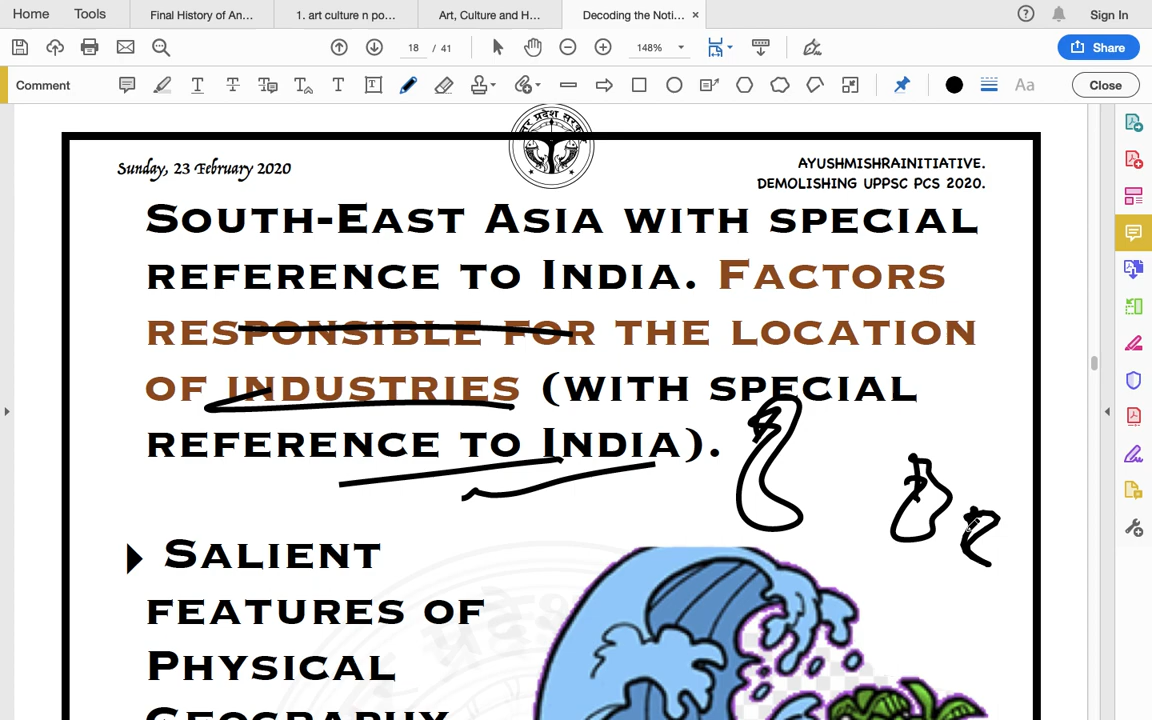 Home Tools Final History of An... 1. art culture n po... Art, Culture and H... Decoding the Noti... × Sign In
18 / 41 148% Share
Comment Aa Close
Sunday, 23 February 2020
AYUSHMISHRAINITIATIVE.
DEMOLISHING UPPSC PCS 2020.
South-East Asia with special
reference to India. Factors
responsible for the location
of industries (with special
reference to India).
Salient
features of
Physical
Geography